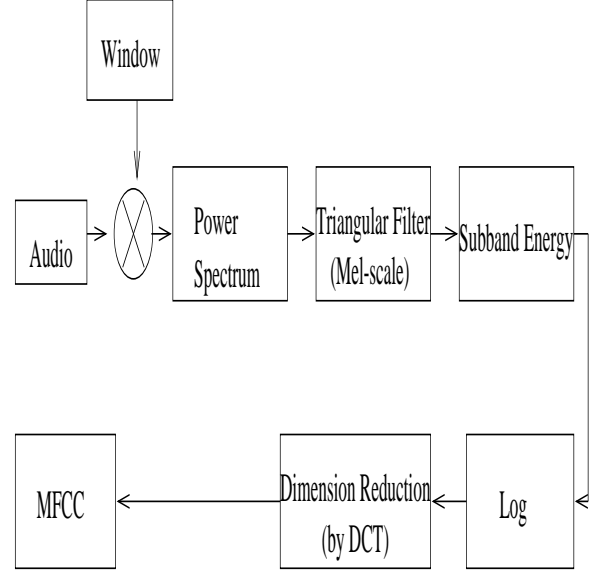 Window
Audio
Power
Spectrum
Triangular Filter
(Mel-scale)
Subband Energy
MFCC
Dimension Reduction
(by DCT)
Log